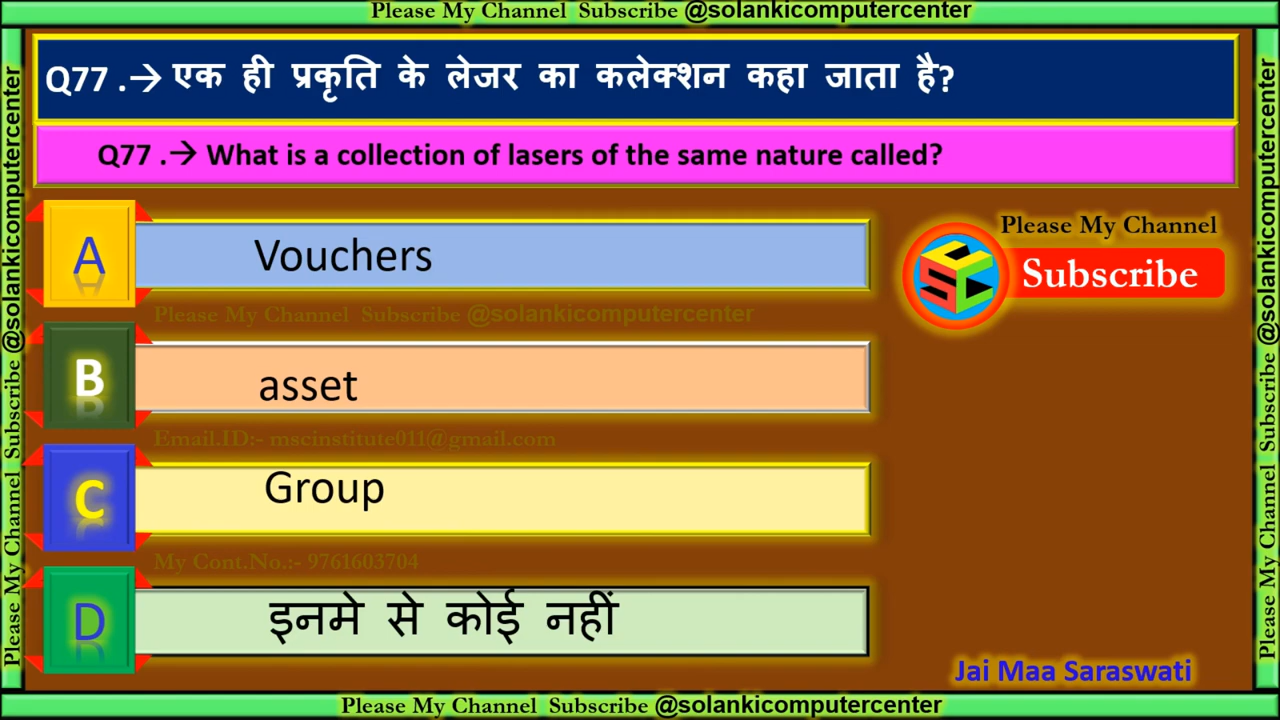 Please My Channel Subscribe @solankicomputercenter
Q77 .→ एक ही प्रकृति के लेजर का कलेक्शन कहा जाता है?
Q77 .→ What is a collection of lasers of the same nature called?
A Vouchers
Please My Channel
Subscribe
Please My Channel Subscribe @solankicomputercenter
B asset
Email.ID:- mscinstitute011@gmail.com
C Group
My Cont.No.:- 9761603704
D इनमे से कोई नहीं
Jai Maa Saraswati
Please My Channel Subscribe @solankicomputercenter
Please My Channel Subscribe @solankicomputercenter
Please My Channel Subscribe @solankicomputercenter